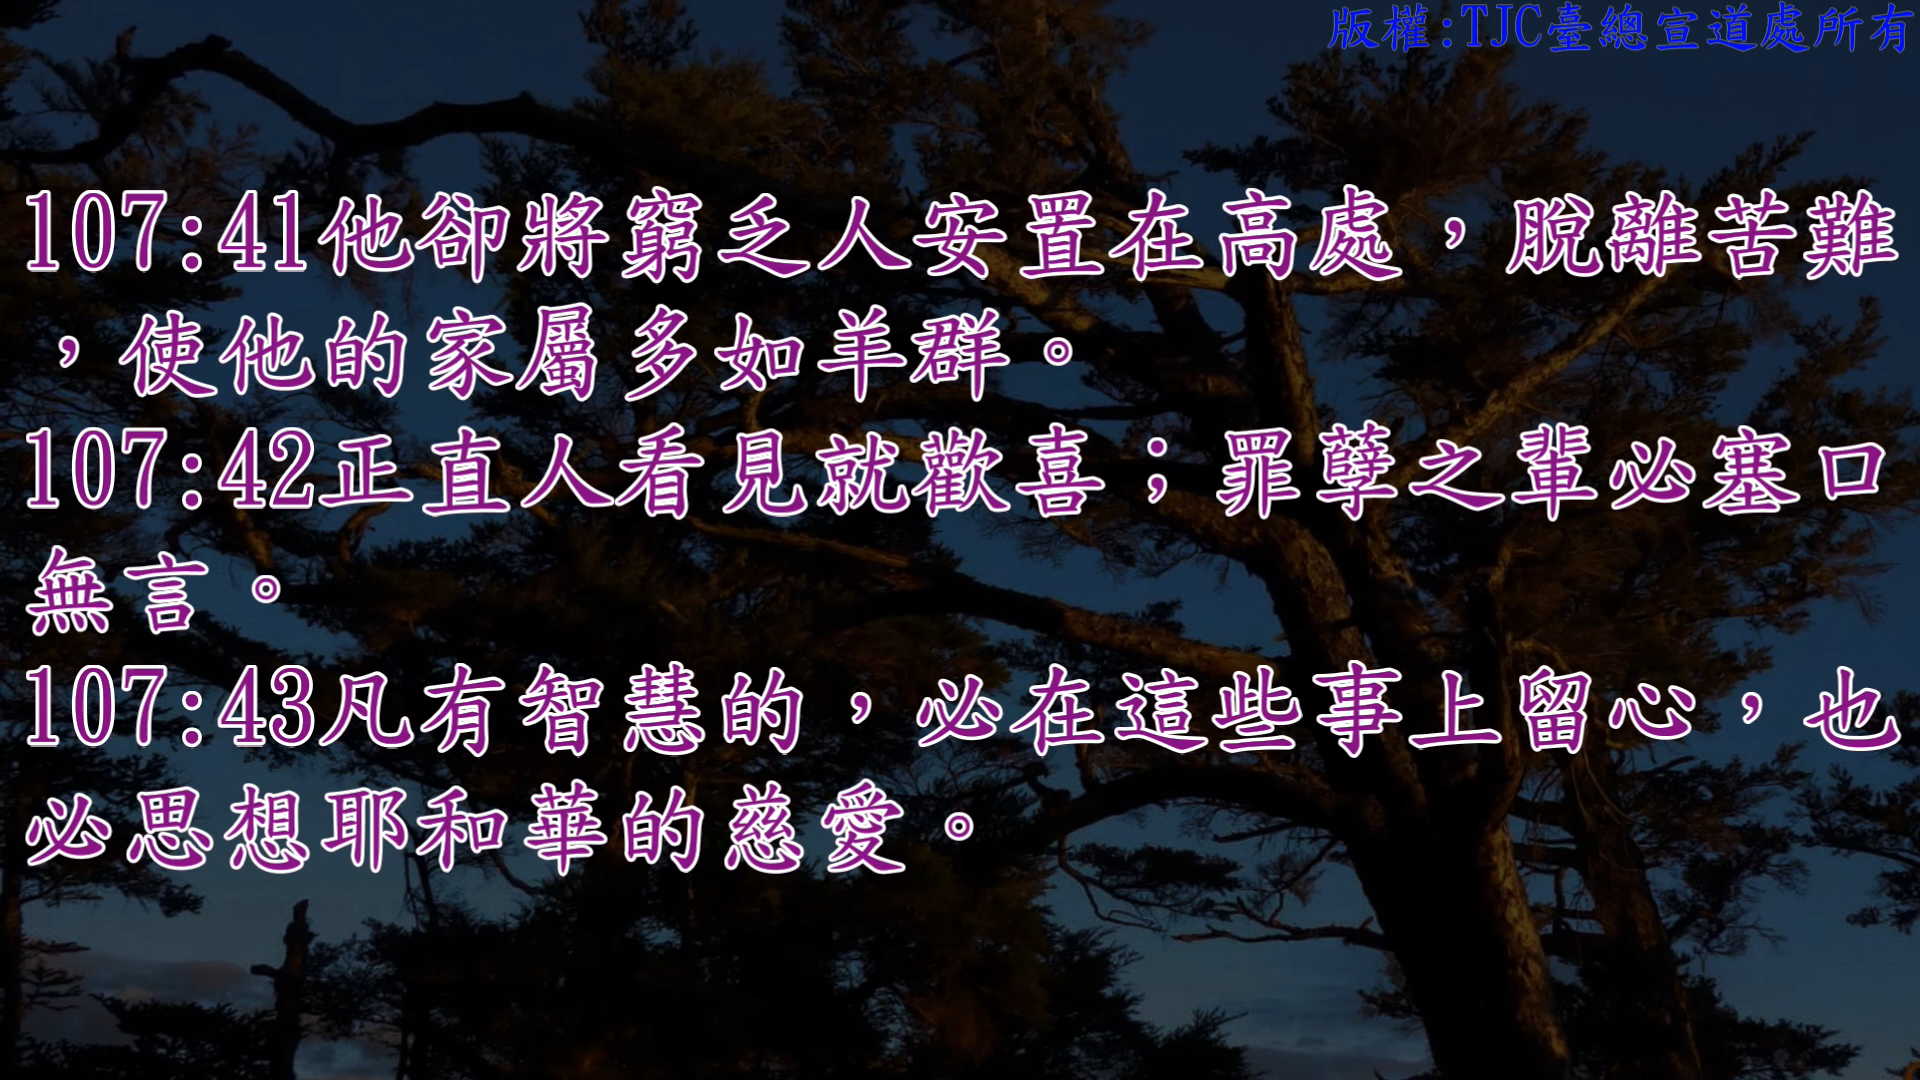 版權:TJC臺總宣道處所有
107:41他卻將窮乏人安置在高處，脫離苦難
，使他的家屬多如羊群。
107:42正直人看見就歡喜；罪孽之輩必塞口
無言。
107:43凡有智慧的，必在這些事上留心，也
必思想耶和華的慈愛。